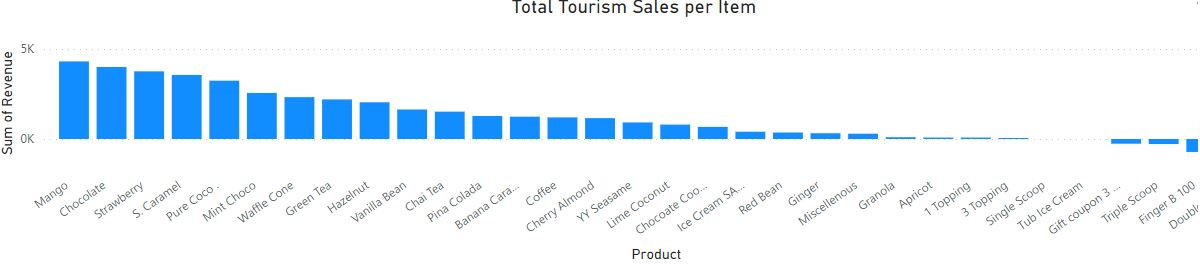 Total Tourism Sales per Item
Sum of Revenue
5K
0K
Mango
Chocolate
Strawberry
S. Caramel
Pure Coco .
Mint Choco
Waffle Cone
Green Tea
Hazelnut
Vanilla Bean
Chai Tea
Pina Colada
Banana Cara...
Coffee
Cherry Almond
YY Seasame
Lime Coconut
Chocoate Coo...
Ice Cream SA...
Red Bean
Ginger
Miscellenous
Granola
Apricot
1 Topping
3 Topping
Single Scoop
Tub Ice Cream
Gift coupon 3 ...
Triple Scoop
Finger B 100
Doubl
Product